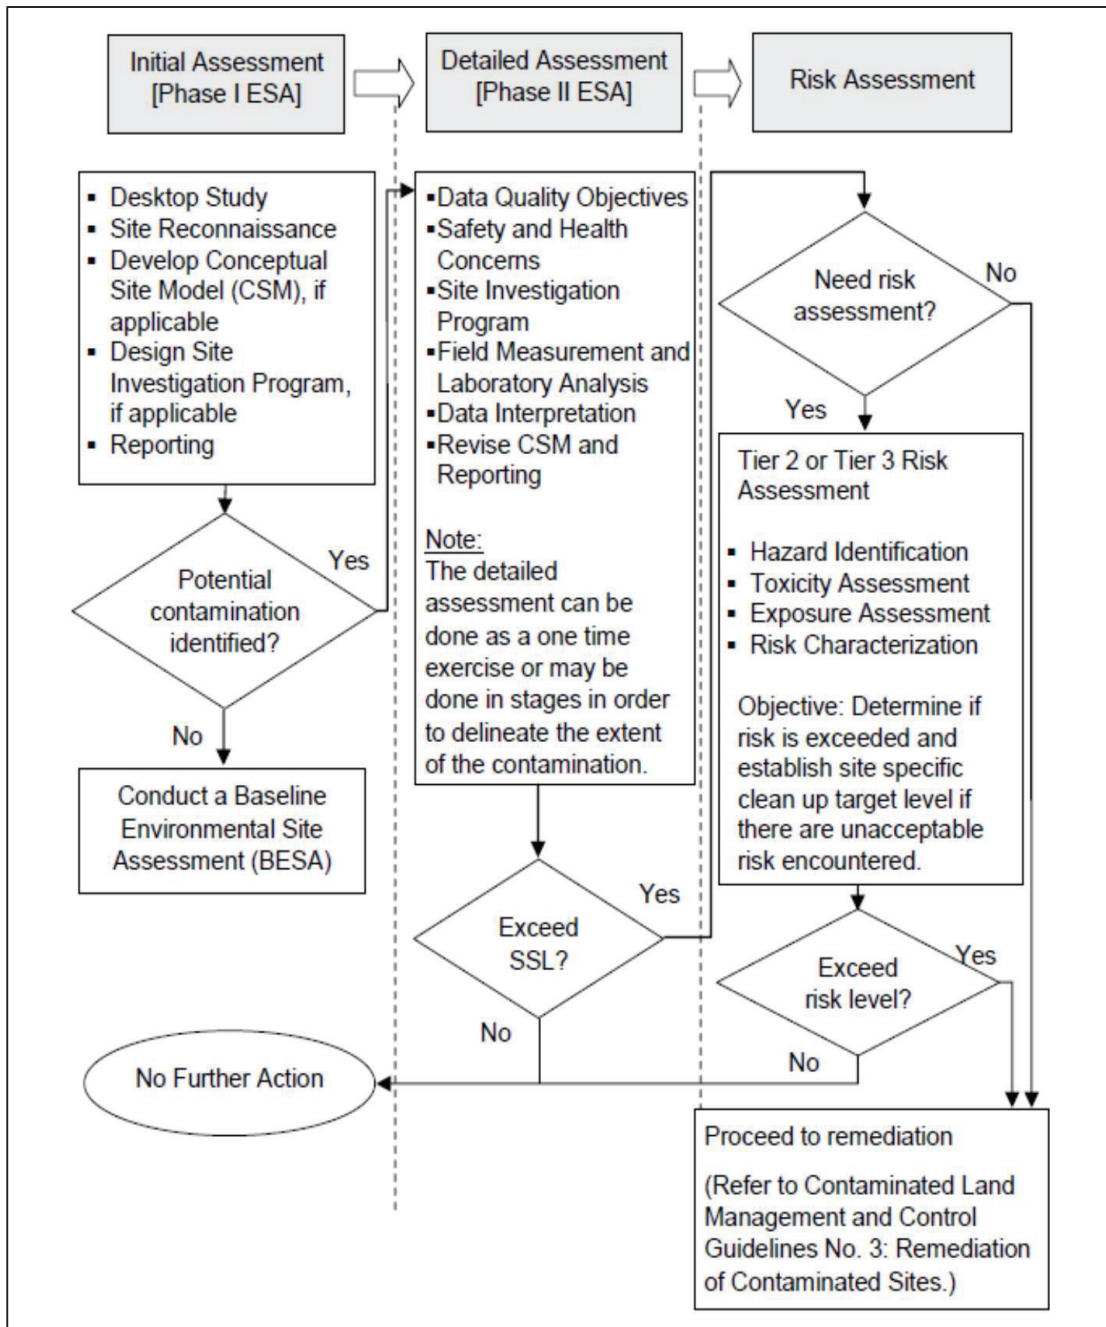 Initial Assessment
[Phase I ESA]
Detailed Assessment
[Phase II ESA]
Risk Assessment
▪ Desktop Study
▪ Site Reconnaissance
▪ Develop Conceptual
Site Model (CSM), if
applicable
▪ Design Site
Investigation Program,
if applicable
▪ Reporting
Potential
contamination
identified?
Yes
No
Conduct a Baseline
Environmental Site
Assessment (BESA)
No Further Action
▪Data Quality Objectives
▪Safety and Health
Concerns
▪Site Investigation
Program
▪Field Measurement and
Laboratory Analysis
▪Data Interpretation
▪Revise CSM and
Reporting
Note:
The detailed
assessment can be
done as a one time
exercise or may be
done in stages in order
to delineate the extent
of the contamination.
Exceed
SSL?
Yes
No
Need risk
assessment?
No
Yes
Tier 2 or Tier 3 Risk
Assessment
▪ Hazard Identification
▪ Toxicity Assessment
▪ Exposure Assessment
▪ Risk Characterization
Objective: Determine if
risk is exceeded and
establish site specific
clean up target level if
there are unacceptable
risk encountered.
Exceed
risk level?
Yes
No
Proceed to remediation
(Refer to Contaminated Land
Management and Control
Guidelines No. 3: Remediation
of Contaminated Sites.)